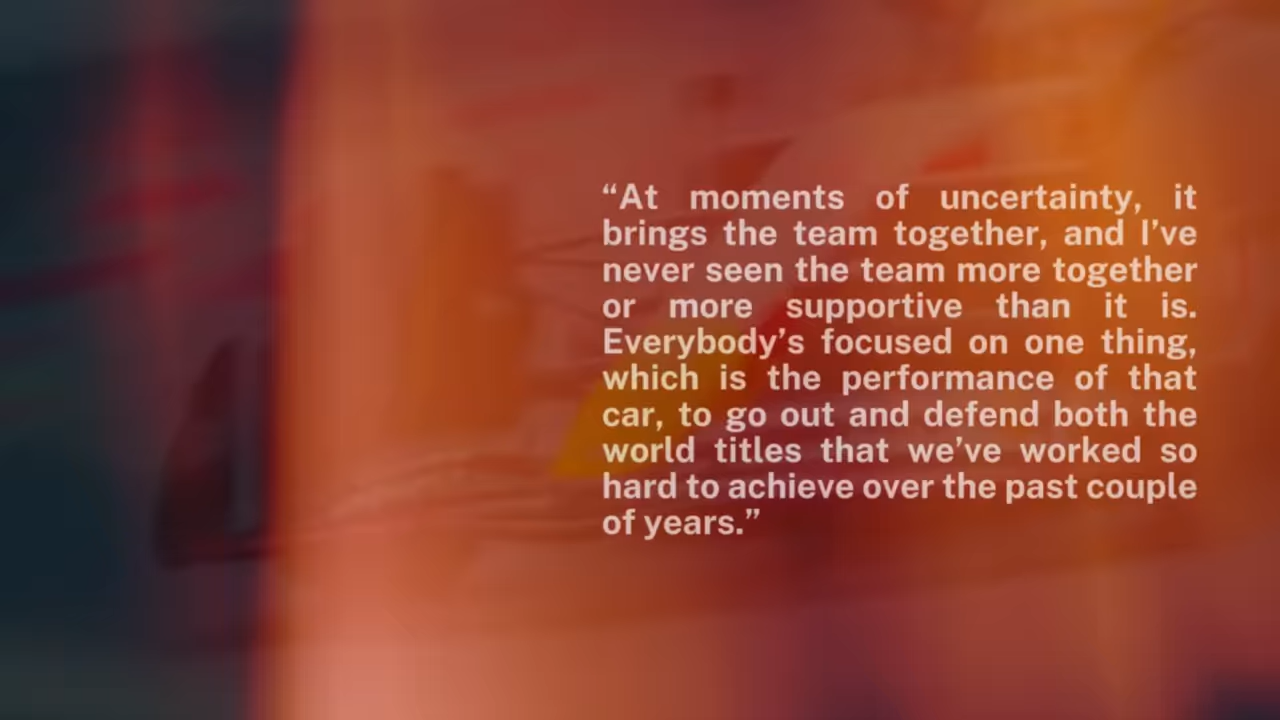 “At moments of uncertainty, it
brings the team together, and I’ve
never seen the team more together
or more supportive than it is.
Everybody’s focused on one thing,
which is the performance of that
car, to go out and defend both the
world titles that we’ve worked so
hard to achieve over the past couple
of years.”